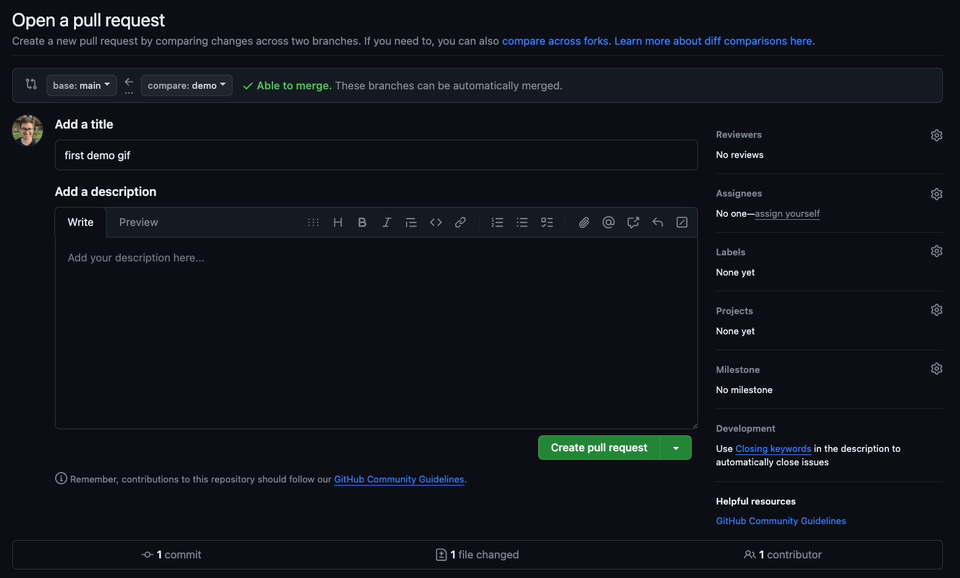 Open a pull request
Create a new pull request by comparing changes across two branches. If you need to, you can also compare across forks. Learn more about diff comparisons here.
base: main
compare: demo
Able to merge. These branches can be automatically merged.
Add a title
first demo gif
Add a description
Write
Preview
Add your description here...
Create pull request
Remember, contributions to this repository should follow our GitHub Community Guidelines.
Reviewers
No reviews
Assignees
No one—assign yourself
Labels
None yet
Projects
None yet
Milestone
No milestone
Development
Use Closing keywords in the description to
automatically close issues
Helpful resources
GitHub Community Guidelines
1 commit
1 file changed
1 contributor